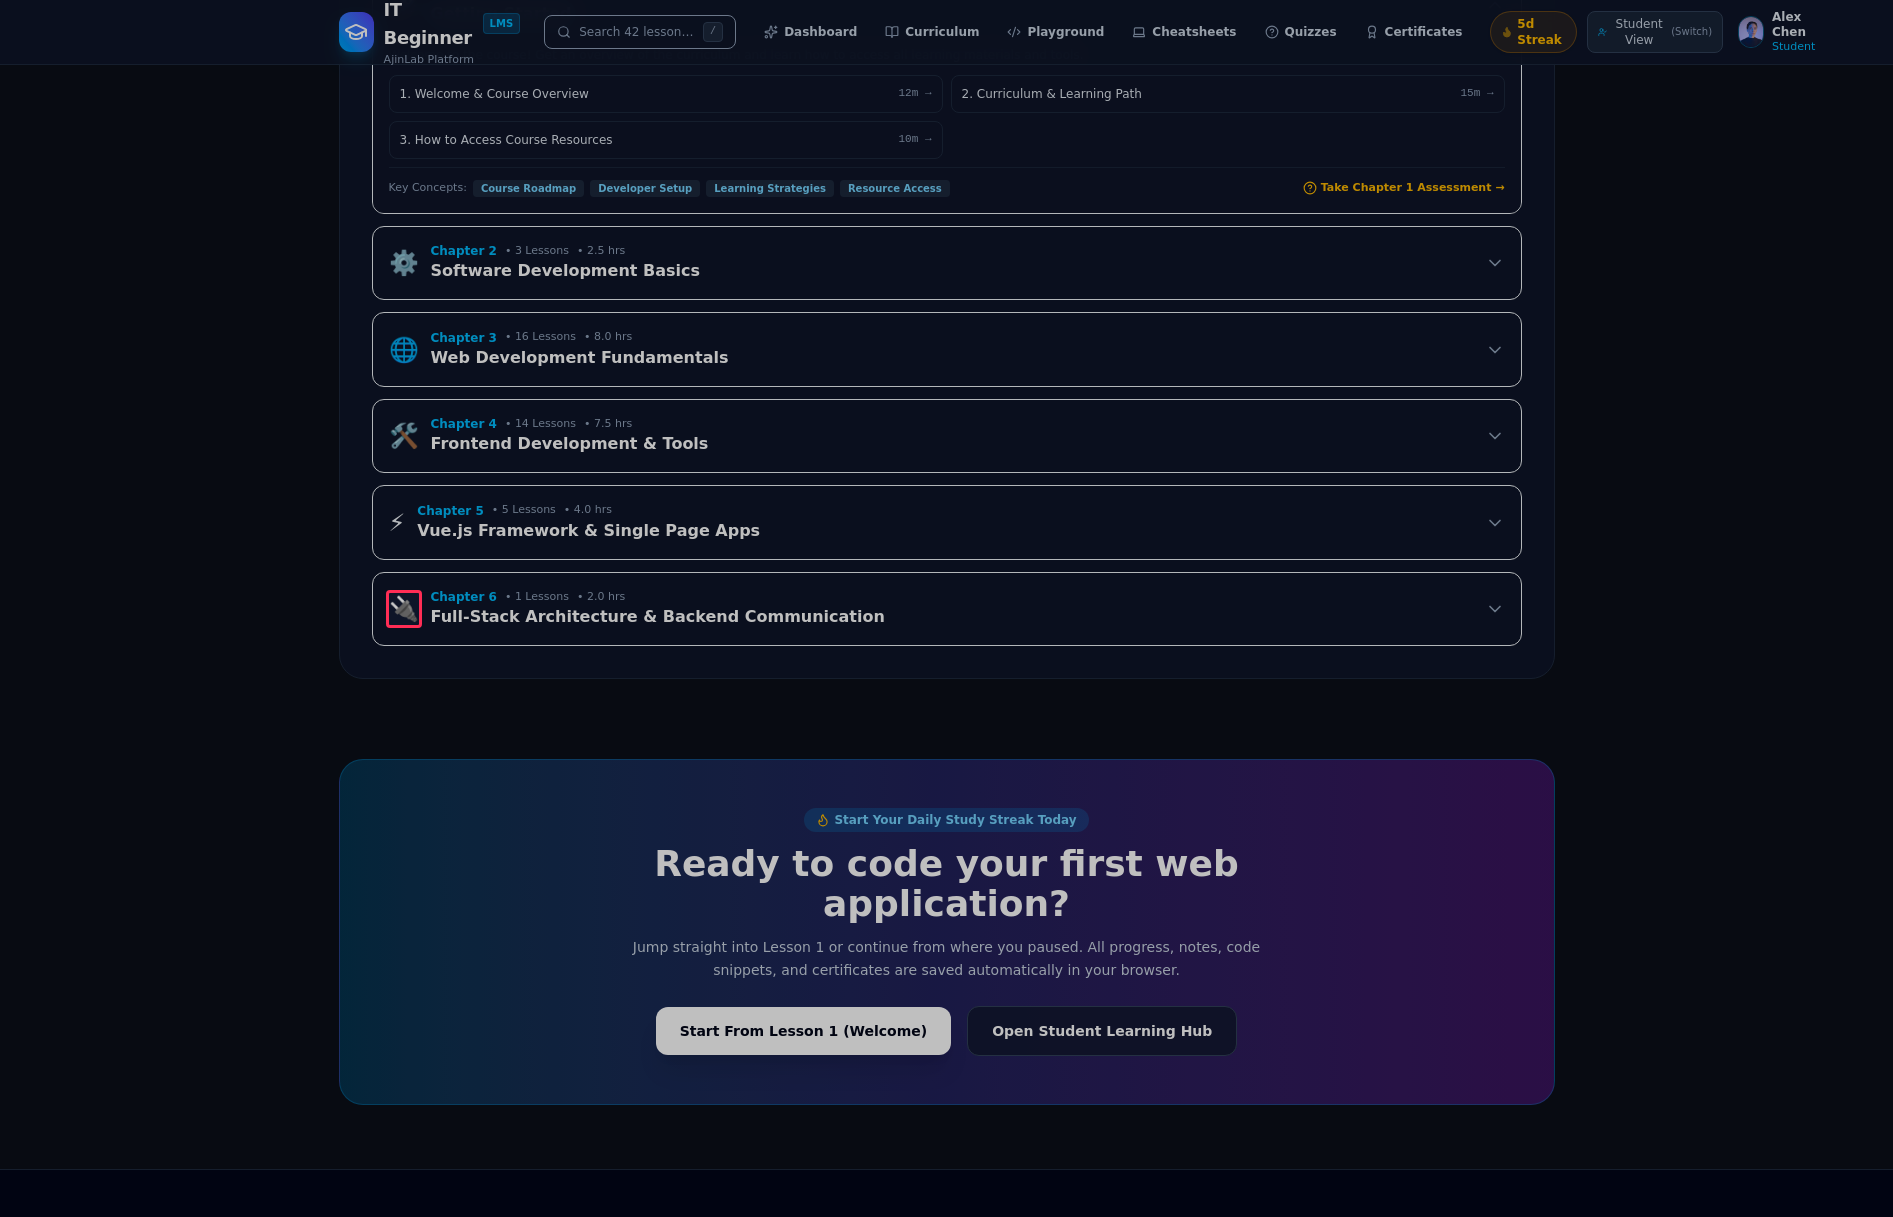 IT
Beginner
LMS
AjinLab Platform
Search 42 lesson...
/
Dashboard
Curriculum
Playground
Cheatsheets
Quizzes
Certificates
5d
Streak
Student
View
(Switch)
Alex
Chen
Student
1. Welcome & Course Overview
12m →
2. Curriculum & Learning Path
15m →
3. How to Access Course Resources
10m →
Key Concepts:
Course Roadmap
Developer Setup
Learning Strategies
Resource Access
Take Chapter 1 Assessment →
Chapter 2 • 3 Lessons • 2.5 hrs
Software Development Basics
Chapter 3 • 16 Lessons • 8.0 hrs
Web Development Fundamentals
Chapter 4 • 14 Lessons • 7.5 hrs
Frontend Development & Tools
Chapter 5 • 5 Lessons • 4.0 hrs
Vue.js Framework & Single Page Apps
Chapter 6 • 1 Lessons • 2.0 hrs
Full-Stack Architecture & Backend Communication
Start Your Daily Study Streak Today
Ready to code your first web
application?
Jump straight into Lesson 1 or continue from where you paused. All progress, notes, code
snippets, and certificates are saved automatically in your browser.
Start From Lesson 1 (Welcome)
Open Student Learning Hub